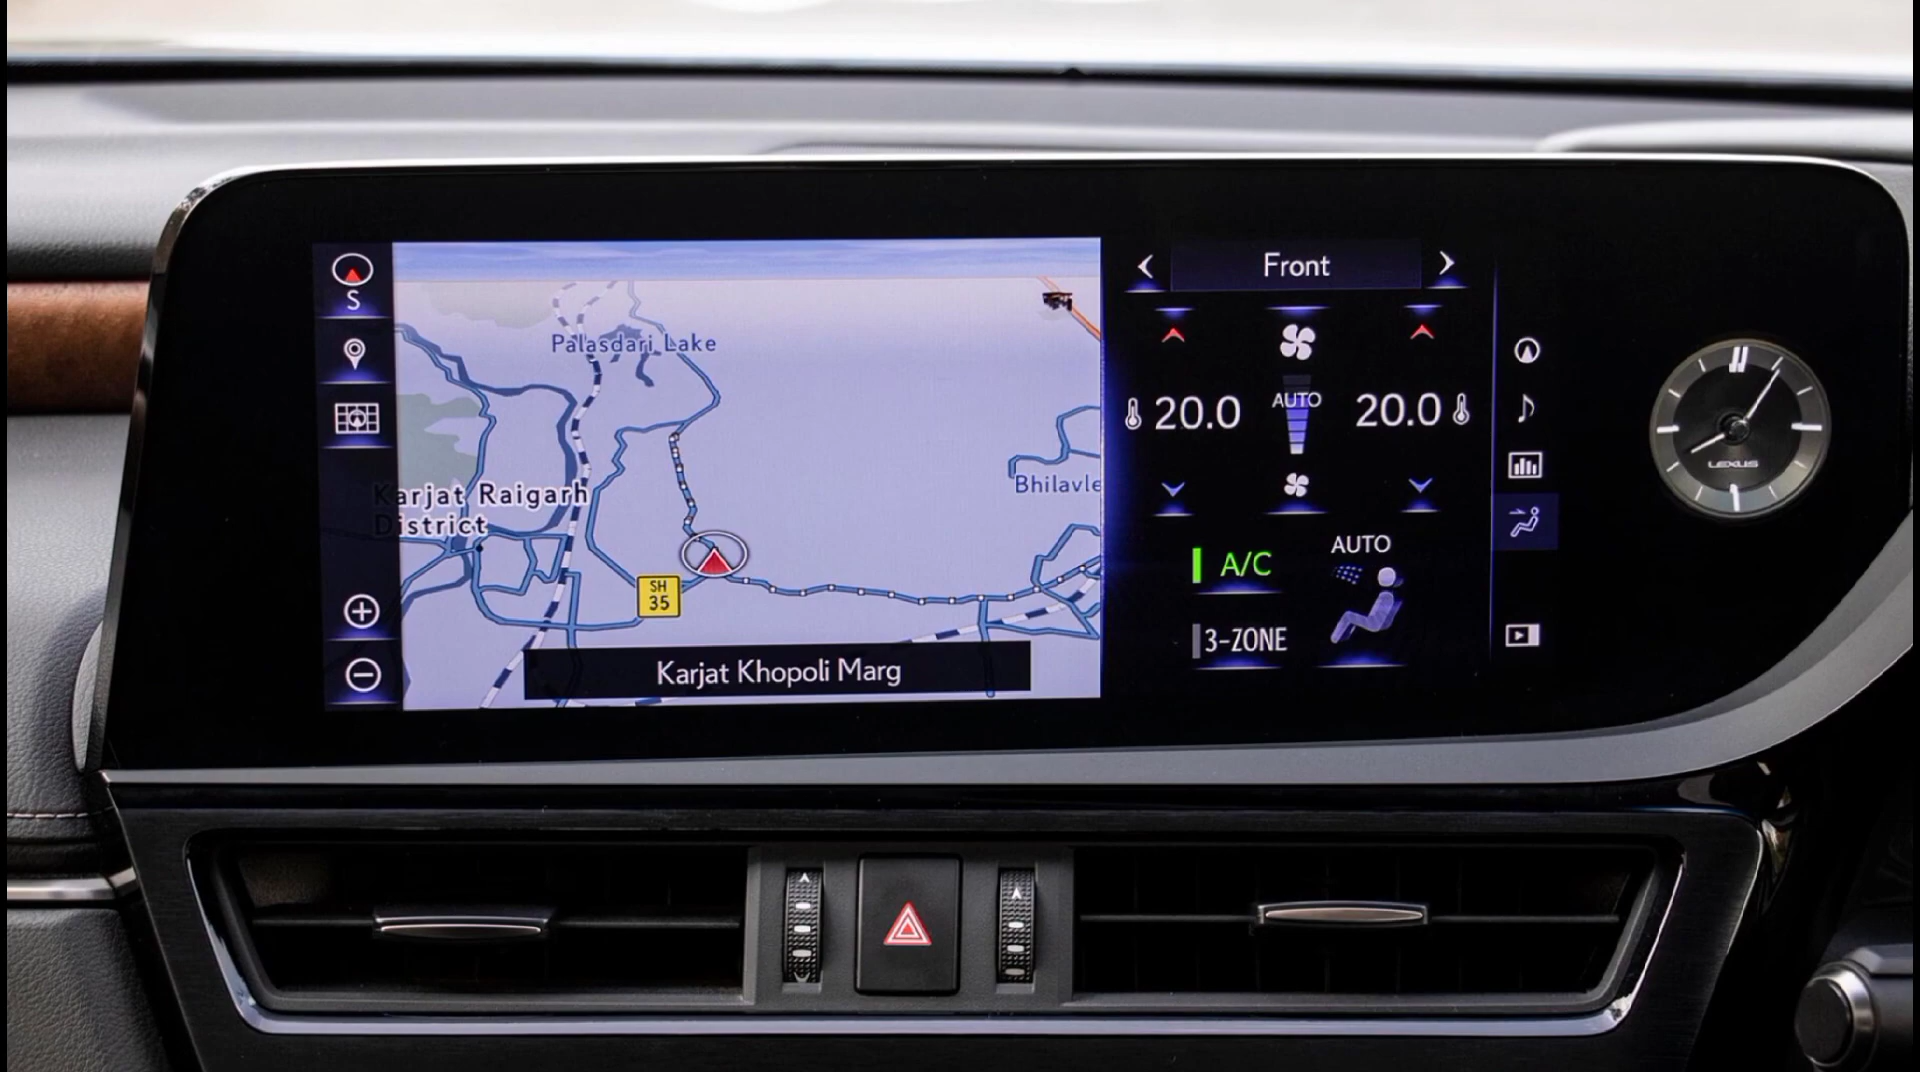 S
Palasdari Lake
Karjat Raigarh
District
Bhilavle
SH
35
Karjat Khopoli Marg
Front
20.0
AUTO
20.0
A/C
AUTO
3-ZONE
LEXUS